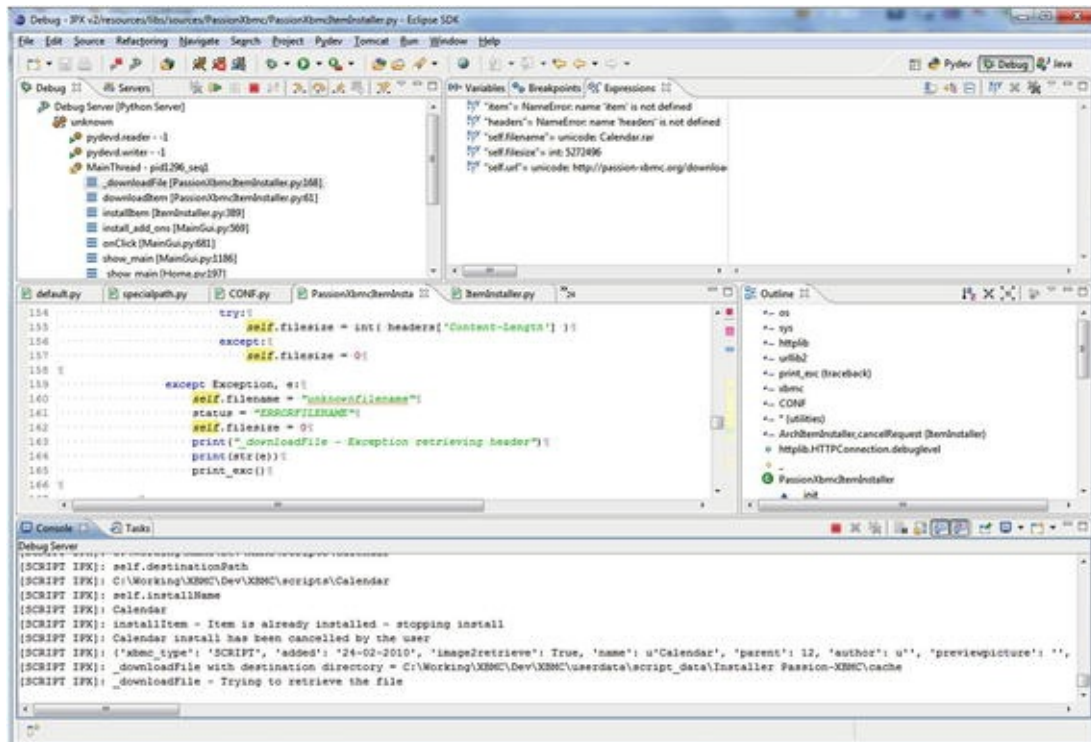 Debug - IPX v2/resources/libs/sources/PassionXbmc/PassionXbmcItemInstaller.py - Eclipse SDK
File Edit Source Refactoring Navigate Search Project Pydev Tomcat Run Window Help
Pydev Debug Java
Debug Servers
Debug Server [Python Server]
unknown
pydevd.reader - -1
pydevd.writer - -1
MainThread - pid1296_seq1
_downloadFile [PassionXbmcItemInstaller.py:168]
downloadItem [PassionXbmcItemInstaller.py:61]
installItem [ItemInstaller.py:389]
install_add_ons [MainGui.py:569]
onClick [MainGui.py:681]
show_main [MainGui.py:1186]
show_main [Home.py:197]
Variables Breakpoints Expressions
"item"= NameError: name 'item' is not defined
"headers"= NameError: name 'headers' is not defined
"self.filename"= unicode: Calendar.rar
"self.filesize"= int: 5272496
"self.url"= unicode: http://passion-xbmc.org/downloa
default.py specialpath.py CONF.py PassionXbmcItemInsta ItemInstaller.py
154 try:
155 self.filesize = int( headers['Content-length'] )
156 except:
157 self.filesize = 0
158
159 except Exception, e:
160 self.filename = "unknownfilename"
161 status = "ERRORFILENAME"
162 self.filesize = 0
163 print("_downloadFile - Exception retrieving header")
164 print(str(e))
165 print_exc()
166
Outline
os
sys
httplib
urllib2
print_exc (traceback)
xbmc
CONF
* (utilities)
ArchItemInstaller,cancelRequest (ItemInstaller)
httplib.HTTPConnection.debuglevel
_
PassionXbmcItemInstaller
init
Console Tasks
Debug Server
[SCRIPT IPX]: self.destinationPath
[SCRIPT IPX]: C:\Working\XBMC\Dev\XBMC\scripts\Calendar
[SCRIPT IPX]: self.installName
[SCRIPT IPX]: Calendar
[SCRIPT IPX]: installItem - Item is already installed - stopping install
[SCRIPT IPX]: Calendar install has been cancelled by the user
[SCRIPT IPX]: {'xbmc_type': 'SCRIPT', 'added': '24-02-2010', 'image2retrieve': True, 'name': u'Calendar', 'parent': 12, 'author': u'', 'previewpicture': '',
[SCRIPT IPX]: _downloadFile with destination directory = C:\Working\XBMC\Dev\XBMC\userdata\script_data\Installer Passion-XBMC\cache
[SCRIPT IPX]: _downloadFile - Trying to retrieve the file